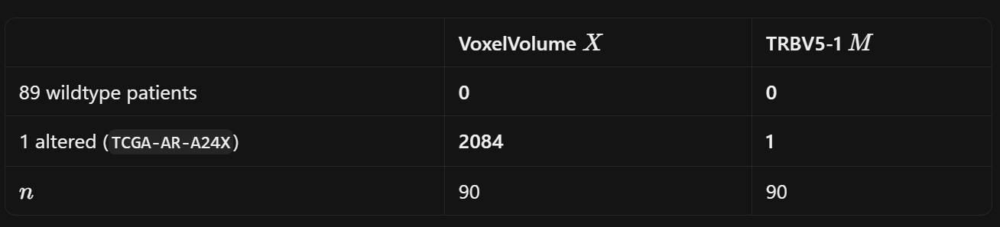 VoxelVolume X TRBV5-1 M
89 wildtype patients 0 0
1 altered (TCGA-AR-A24X) 2084 1
n 90 90